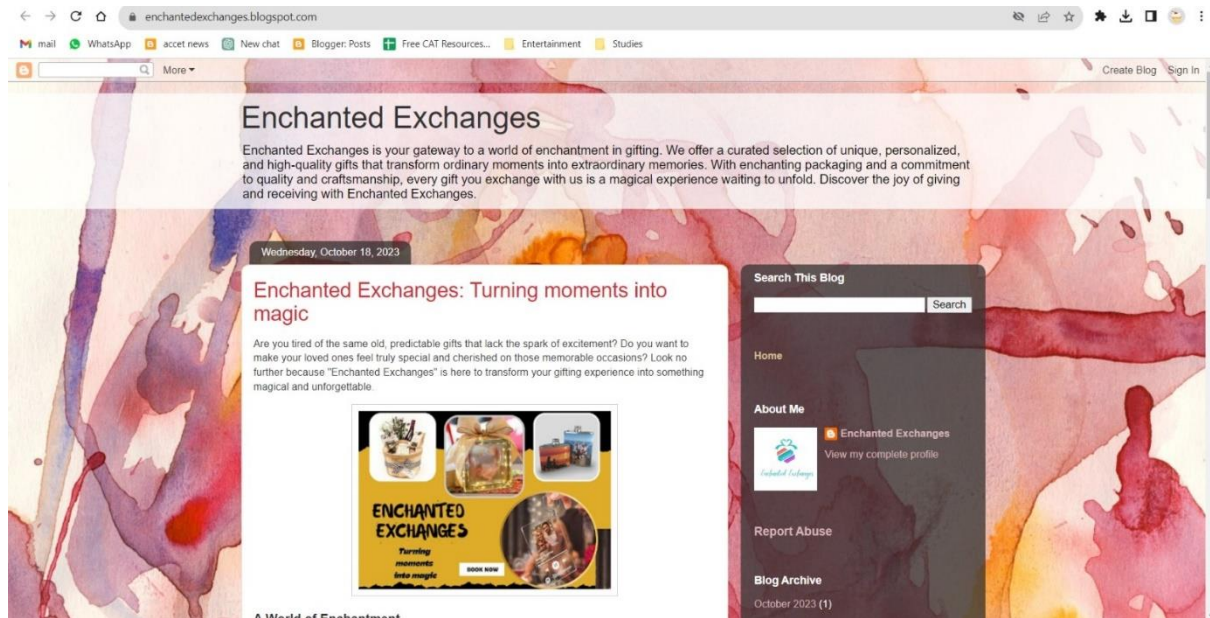 enchantedexchanges.blogspot.com
mail WhatsApp accet news New chat Blogger: Posts Free CAT Resources... Entertainment Studies
More Create Blog Sign In
Enchanted Exchanges
Enchanted Exchanges is your gateway to a world of enchantment in gifting. We offer a curated selection of unique, personalized,
and high-quality gifts that transform ordinary moments into extraordinary memories. With enchanting packaging and a commitment
to quality and craftsmanship, every gift you exchange with us is a magical experience waiting to unfold. Discover the joy of giving
and receiving with Enchanted Exchanges.
Wednesday, October 18, 2023
Enchanted Exchanges: Turning moments into
magic
Are you tired of the same old, predictable gifts that lack the spark of excitement? Do you want to
make your loved ones feel truly special and cherished on those memorable occasions? Look no
further because "Enchanted Exchanges" is here to transform your gifting experience into something
magical and unforgettable.
ENCHANTED
EXCHANGES
Turning
moments
into magic
BOOK NOW
A World of Enchantment
Search This Blog
Search
Home
About Me
Enchanted Exchanges
Enchanted Exchanges
View my complete profile
Report Abuse
Blog Archive
October 2023 (1)